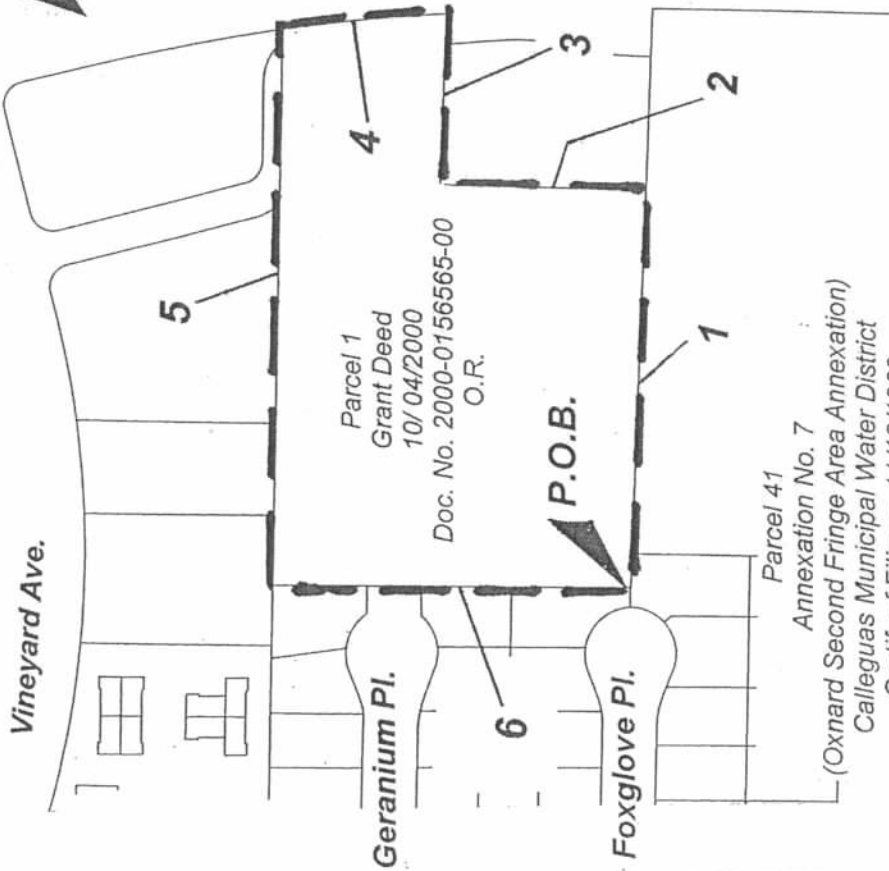 Vineyard Ave.
4
3
5
2
Parcel 1
Grant Deed
10/04/2000
Doc. No. 2000-0156565-00
O.R.
1
P.O.B.
Geranium Pl.
6
Foxglove Pl.
Parcel 41
Annexation No. 7
(Oxnard Second Fringe Area Annexation)
Calleguas Municipal Water District